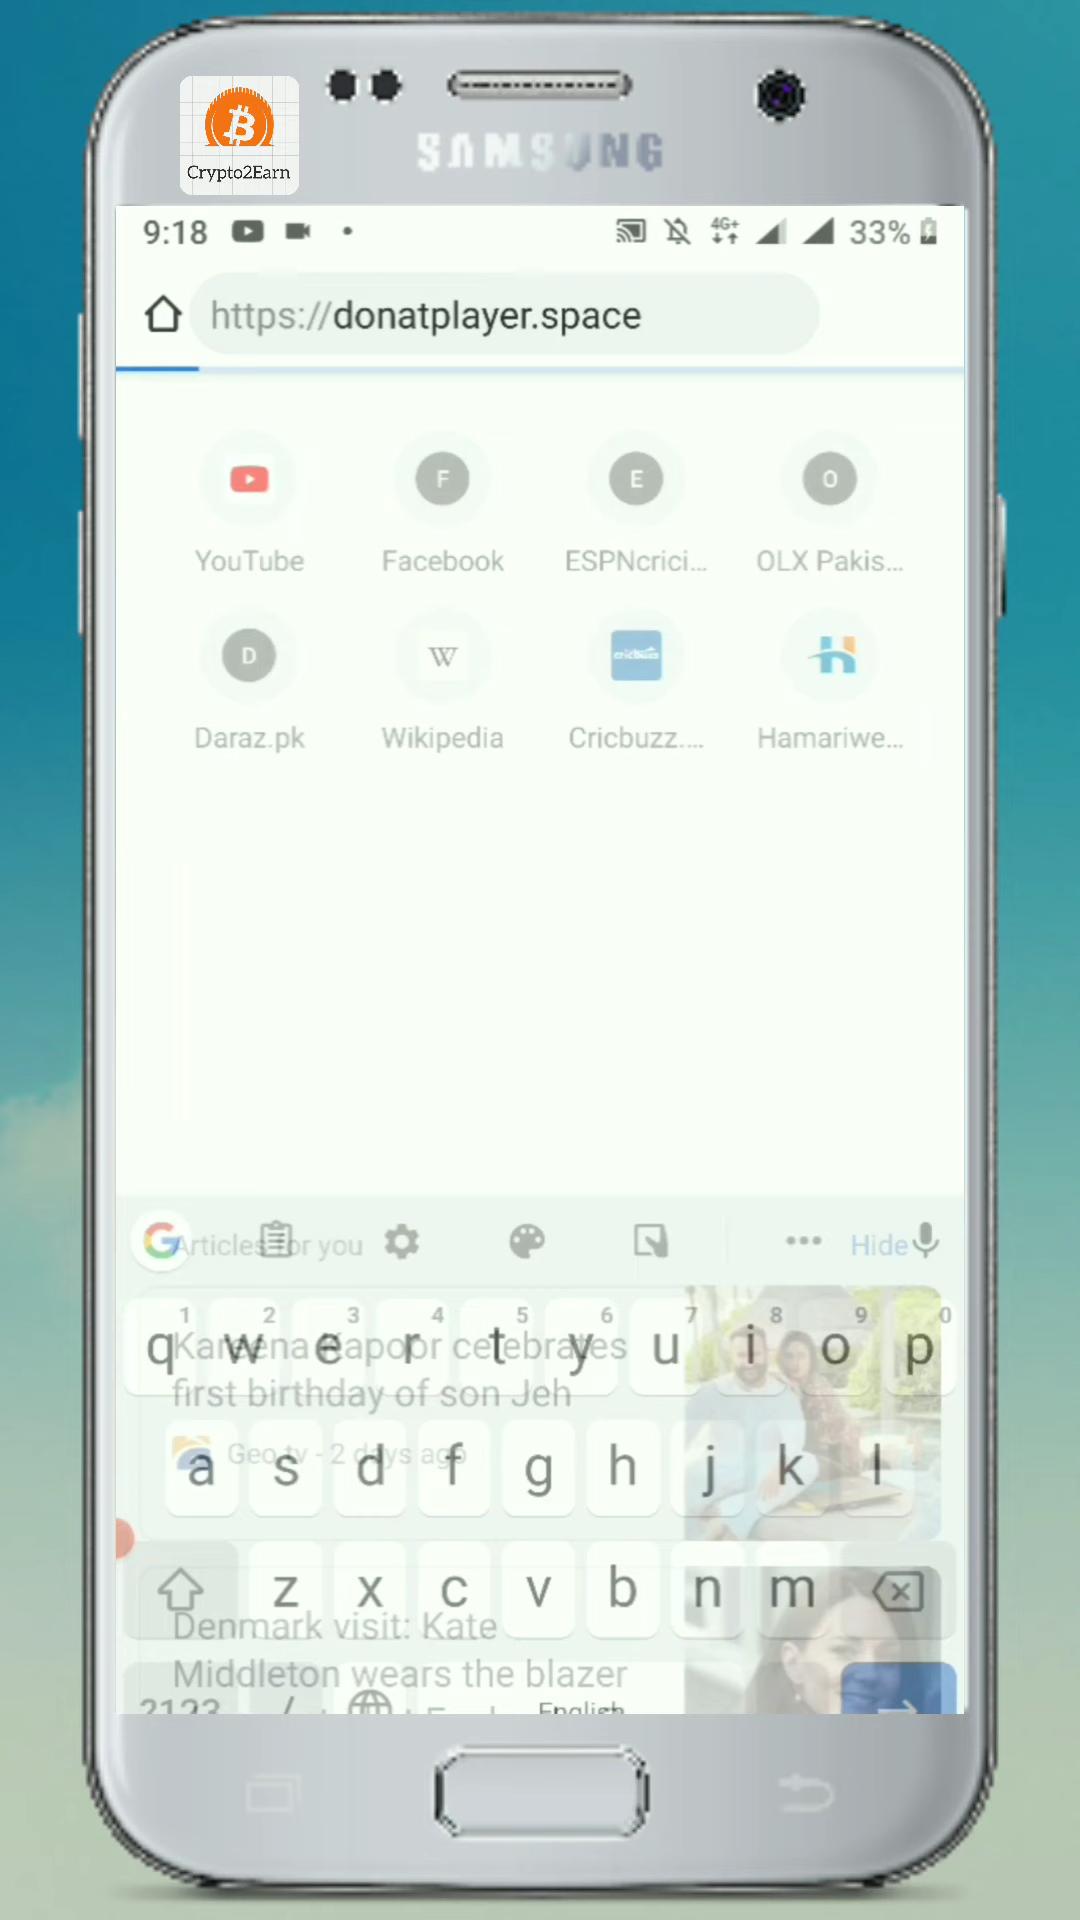 Crypto2Earn
SAMSUNG
9:18
4G+
33%
https://donatplayer.space
F
E
O
YouTube
Facebook
ESPNcrici...
OLX Pakis...
D
W
cricbuzz
H
Daraz.pk
Wikipedia
Cricbuzz....
Hamariwe...
G
Articles for you
Hide
1 2 3 4 5 6 7 8 9 0
q w e r t y u i o p
Kareena Kapoor celebrates
first birthday of son Jeh
Geo.tv - 2 days ago
a s d f g h j k l
z x c v b n m
Denmark visit: Kate
Middleton wears the blazer
?123 /
English